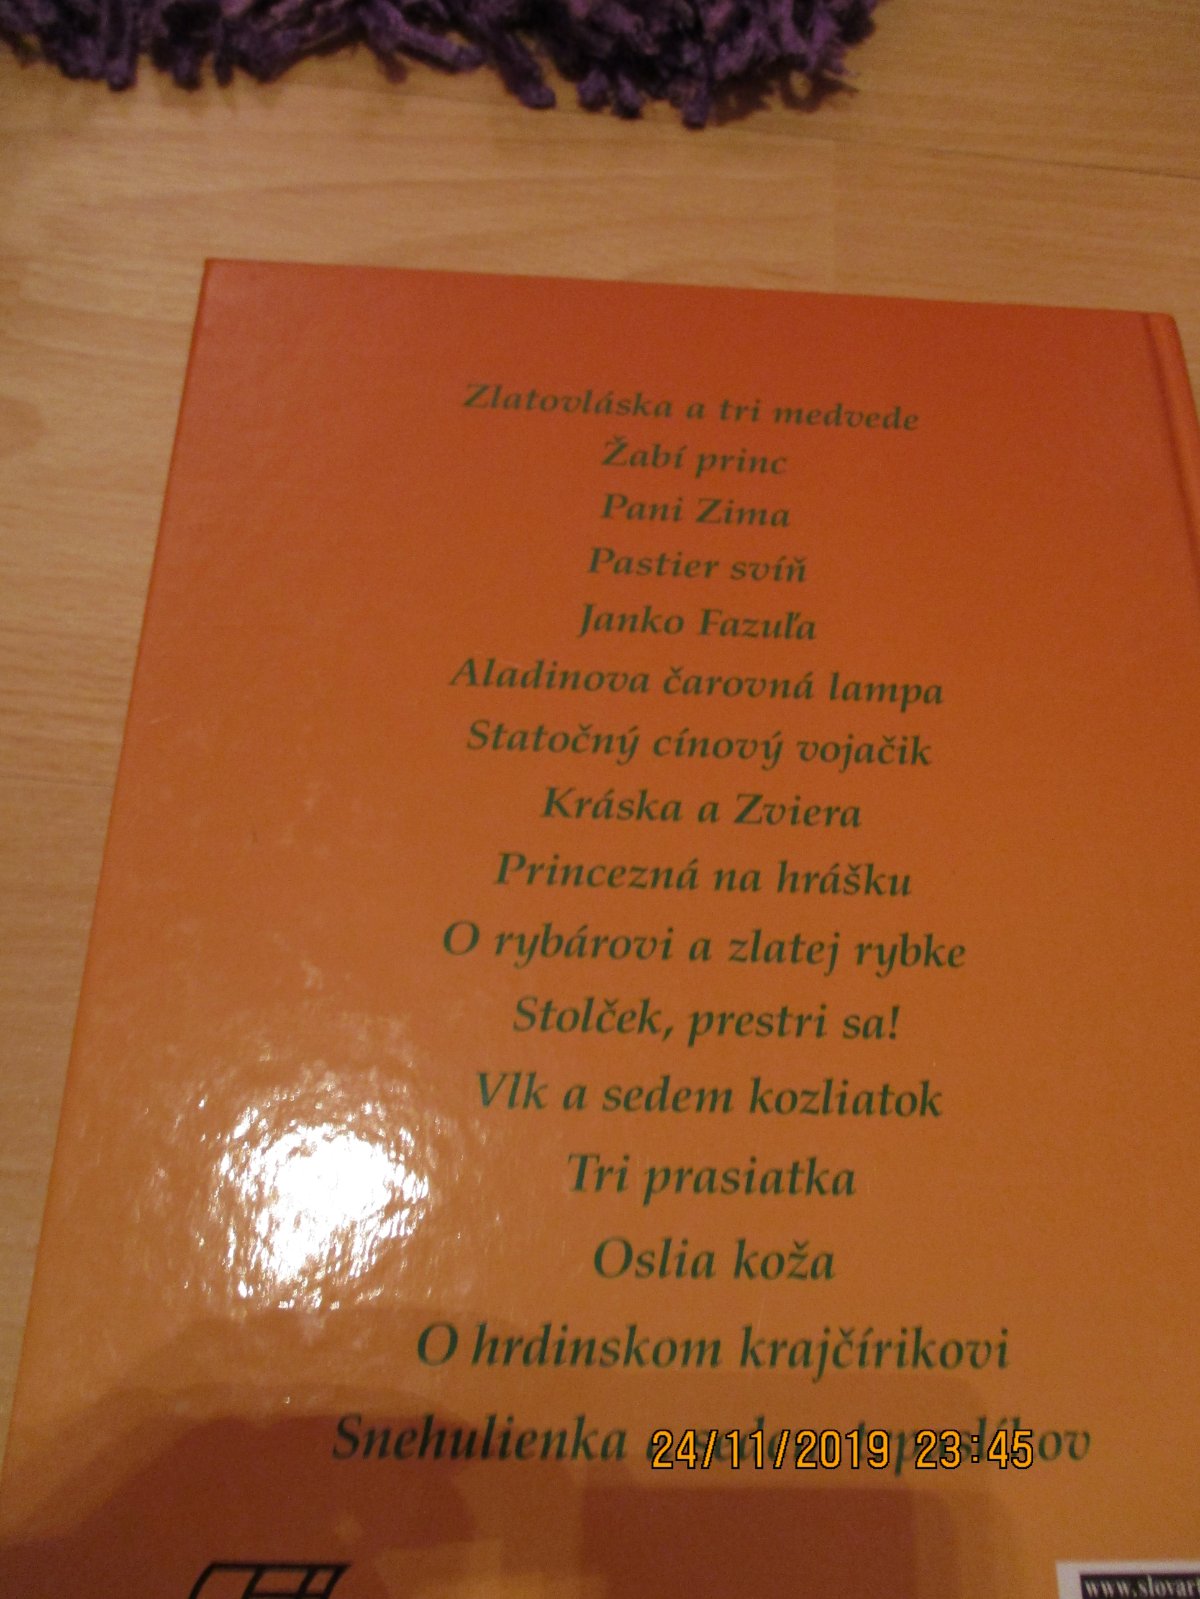 Zlatovláska a tri medvede
Žabí princ
Pani Zima
Pastier svíň
Janko Fazuľa
Aladinova čarovná lampa
Statočný cínový vojačik
Kráska a Zviera
Princezná na hrášku
O rybárovi a zlatej rybke
Stolček, prestri sa!
Vlk a sedem kozliatok
Tri prasiatka
Oslia koža
O hrdinskom krajčírikovi
Snehulienka a sedem trpaslíkov
24/11/2019 23:45